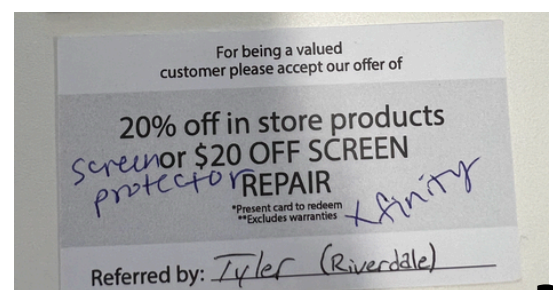 For being a valued
customer please accept our offer of
20% off in store products
screen or $20 OFF SCREEN
protector REPAIR
*Present card to redeem
**Excludes warranties
xfinity
Referred by: Tyler (Riverdale)